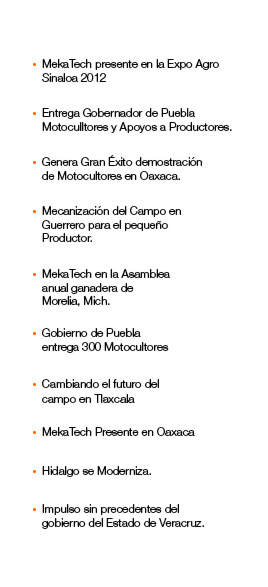 • MekaTech presente en la Expo Agro
Sinaloa 2012
• Entrega Gobernador de Puebla
Motoculltores y Apoyos a Productores.
• Genera Gran Éxito demostración
de Motocultores en Oaxaca.
• Mecanización del Campo en
Guerrero para el pequeño
Productor.
• MekaTech en la Asamblea
anual ganadera de
Morelia, Mich.
• Gobierno de Puebla
entrega 300 Motocultores
• Cambiando el futuro del
campo en Tlaxcala
• MekaTech Presente en Oaxaca
• Hidalgo se Moderniza.
• Impulso sin precedentes del
gobierno del Estado de Veracruz.